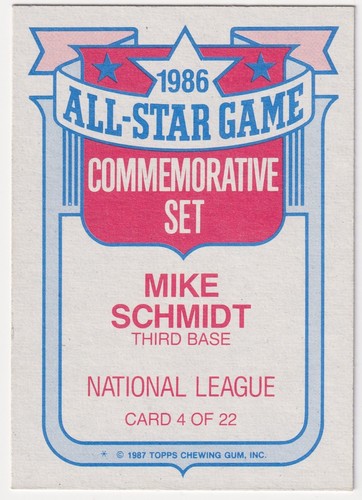 1986
ALL-STAR GAME
COMMEMORATIVE
SET
MIKE
SCHMIDT
THIRD BASE
NATIONAL LEAGUE
CARD 4 OF 22
* © 1987 TOPPS CHEWING GUM, INC.